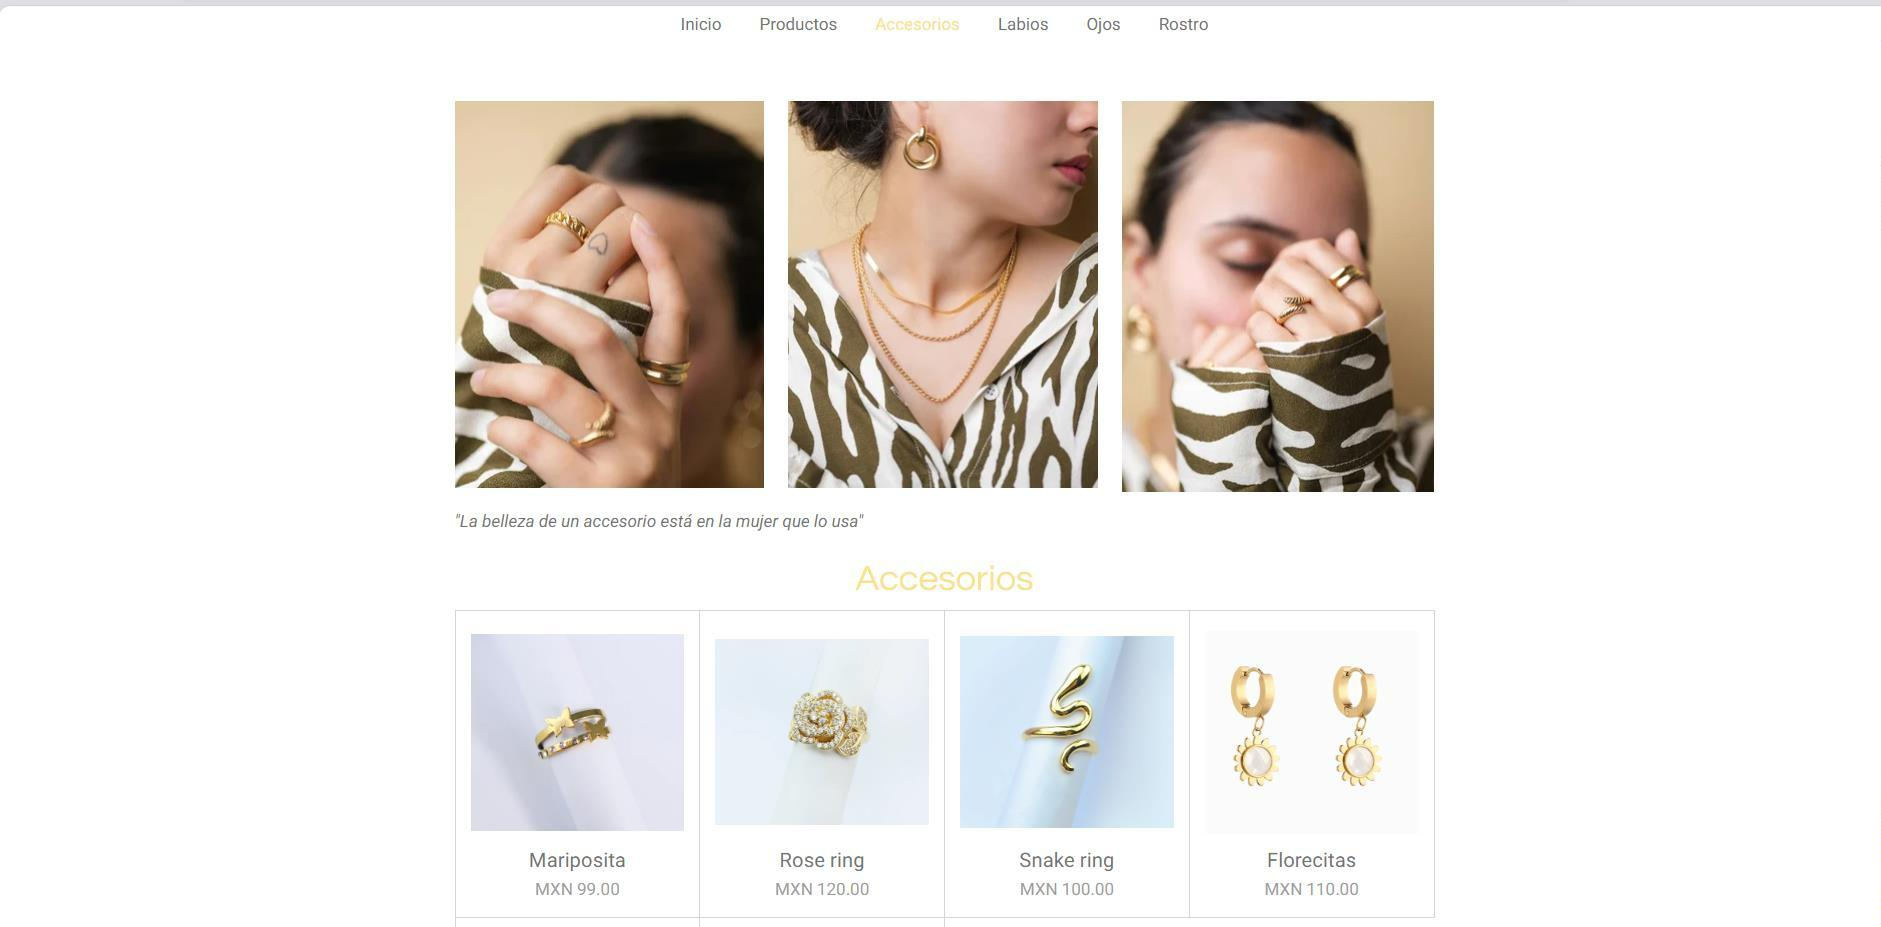 Inicio Productos Accesorios Labios Ojos Rostro
"La belleza de un accesorio está en la mujer que lo usa"
Accesorios
Mariposita Rose ring Snake ring Florecitas
MXN 99.00 MXN 120.00 MXN 100.00 MXN 110.00